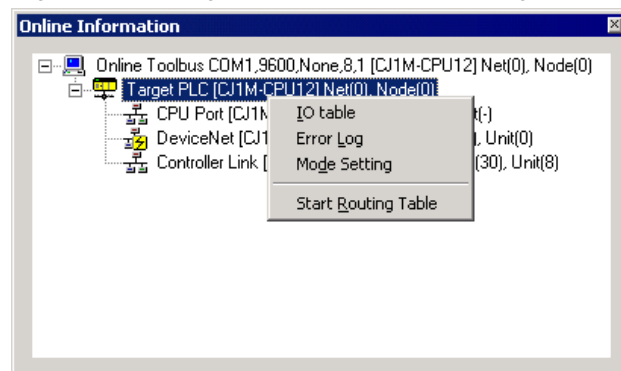 Online Information
Online Toolbus COM1,9600,None,8,1 [CJ1M-CPU12] Net(0), Node(0)
Target PLC [CJ1M-CPU12] Net(0), Node(0)
CPU Port [CJ1M t(-)
DeviceNet [CJ1 , Unit(0)
Controller Link [ (30), Unit(8)
IO table
Error Log
Mode Setting
Start Routing Table